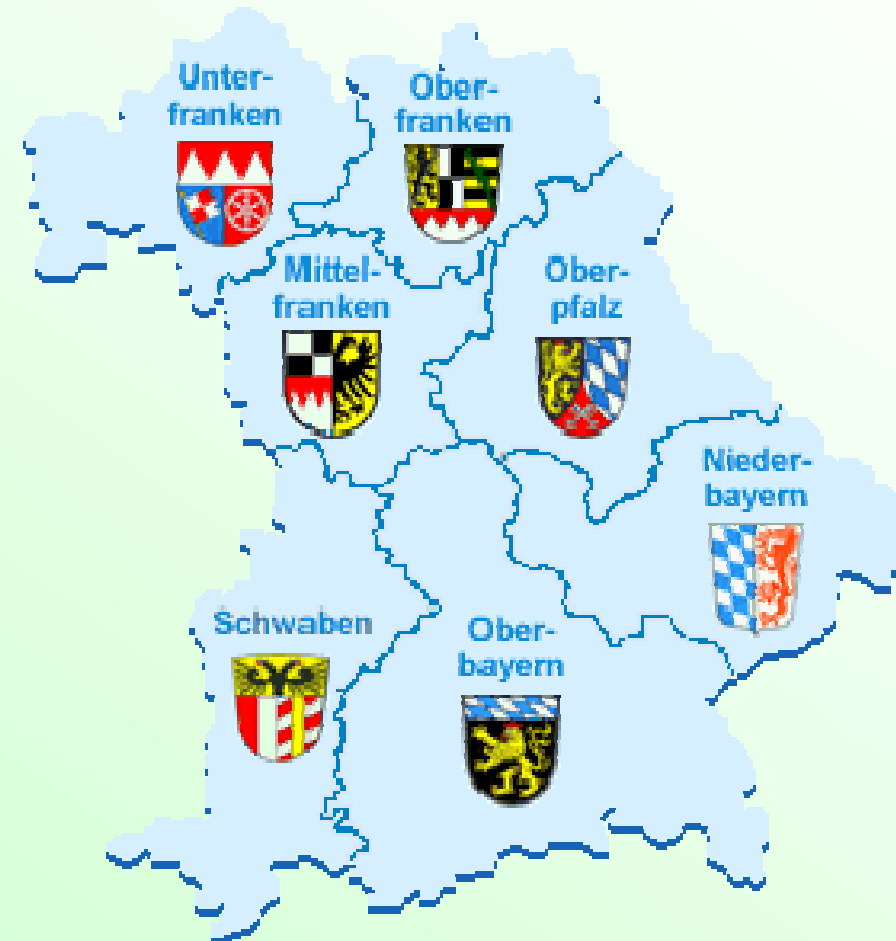 Unter-
franken
Ober-
franken
Mittel-
franken
Ober-
pfalz
Nieder-
bayern
Schwaben
Ober-
bayern